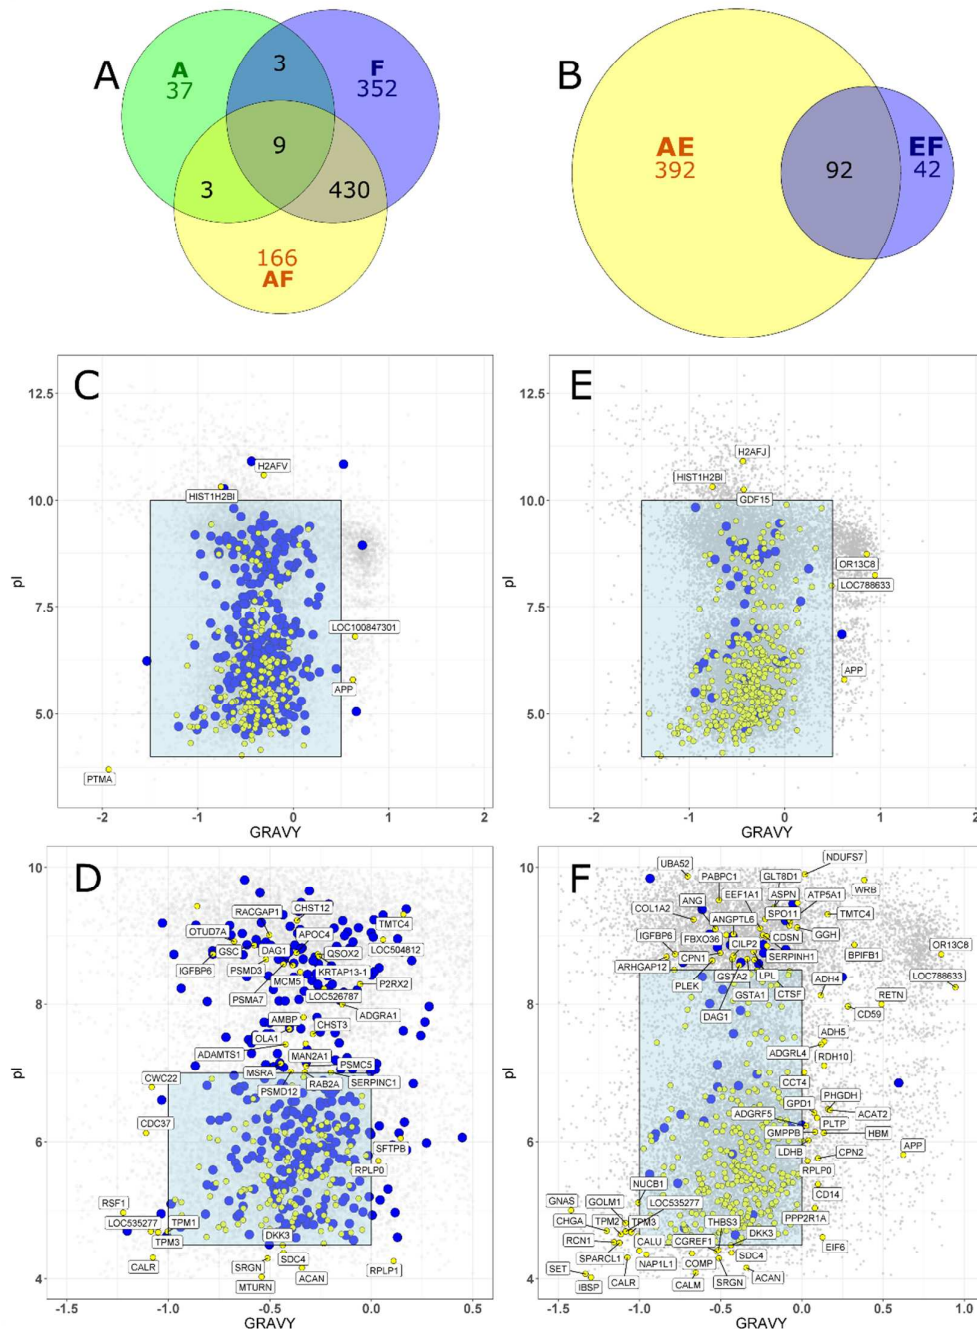 A
B
A
37
3
F
352
9
3
430
166
AF
AE
392
92
EF
42
C
12.5
10.0
7.5
5.0
pI
-2
-1
0
1
2
GRAVY
H2AFV
HIST1H2BI
LOC100847301
APP
PTMA
E
12.5
10.0
7.5
5.0
pI
-2
-1
0
1
2
GRAVY
H2AFJ
HIST1H2BI
GDF15
OR13C8
LOC788633
APP
D
10
8
6
4
pI
-1.5
-1.0
-0.5
0.0
0.5
GRAVY
CHST12
RACGAP1
TMTC4
OTUD7A
APOC4
GSC
DAG1
QSOX2
LOC504812
IGFBP6
PSMD3
KRTAP13-1
MCM5
P2RX2
PSMA7
LOC526787
ADGRA1
AMBP
CHST3
OLA1
ADAMTS1
MAN2A1
PSMC5
MSRA
CWC22
RAB2A
SERPINC1
PSMD12
CDC37
SFTPB
RPLP0
RSF1
LOC535277
TPM1
TPM3
DKK3
CALR
SRGN
SDC4
RPLP1
MTURN
ACAN
F
10
8
6
4
pI
-1.5
-1.0
-0.5
0.0
0.5
1.0
GRAVY
NDUFS7
UBA52
PABPC1
GLT8D1
WRB
ANG
EEF1A1
ASPN
ATP5A1
COL1A2
ANGPTL6
SPO11
TMTC4
IGFBP6
FBXO36
CDSN
GGH
CILP2
BPIFB1
OR13C8
ARHGAP12
CPN1
SERPINH1
GSTA2
LPL
ADH4
LOC788633
PLEK
GSTA1
CTSF
RETN
DAG1
CD59
ADH5
ADGRL4
RDH10
CCT4
GPD1
PHGDH
ADGRF5
ACAT2
PLTP
GMPPB
HBM
APP
LDHB
CPN2
RPLP0
NUCB1
CD14
GNAS
GOLM1
LOC535277
CHGA
TPM2
TPM3
THBS3
PPP2R1A
RCN1
CALU
DKK3
CGREF1
EIF6
SPARCL1
NAP1L1
COMP
SDC4
SET
CALR
CALM
SRGN
ACAN
IBSP